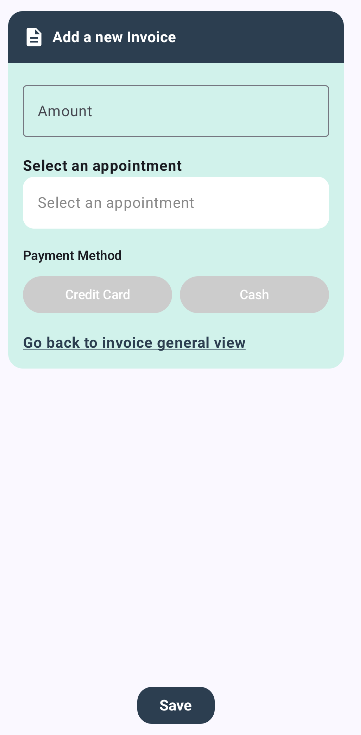 Add a new Invoice
Amount
Select an appointment
Select an appointment
Payment Method
Credit Card
Cash
Go back to invoice general view
Save